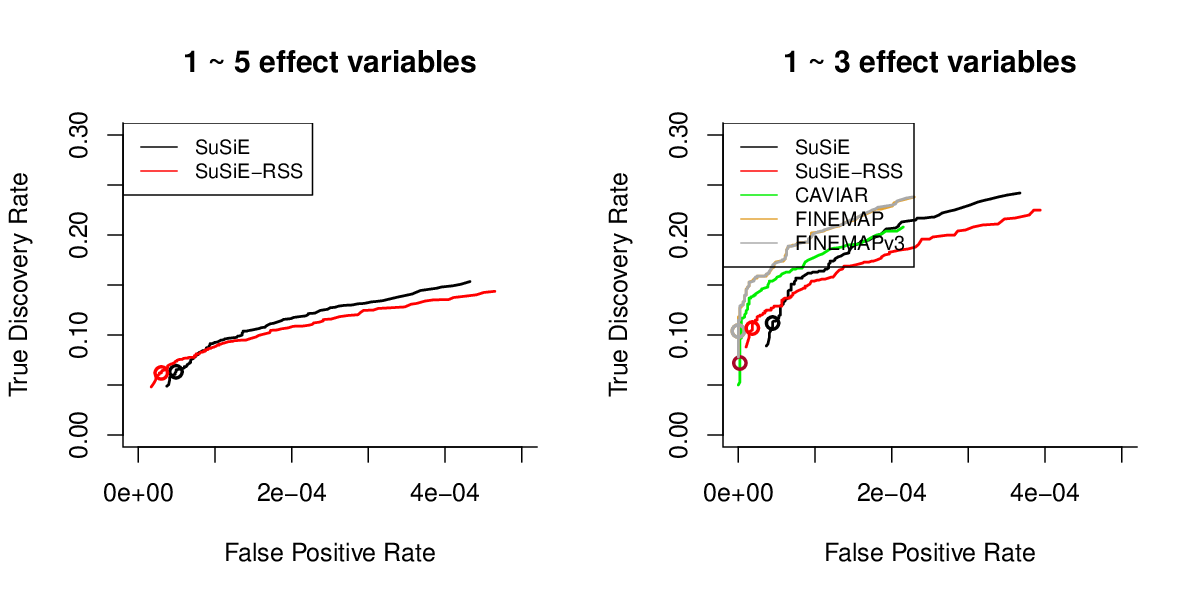 1 ~ 5 effect variables
True Discovery Rate
0.30
0.20
0.10
0.00
SuSiE
SuSiE−RSS
0e+00 2e−04 4e−04
False Positive Rate
1 ~ 3 effect variables
True Discovery Rate
0.30
0.20
0.10
0.00
SuSiE
SuSiE−RSS
CAVIAR
FINEMAP
FINEMAPv3
0e+00 2e−04 4e−04
False Positive Rate